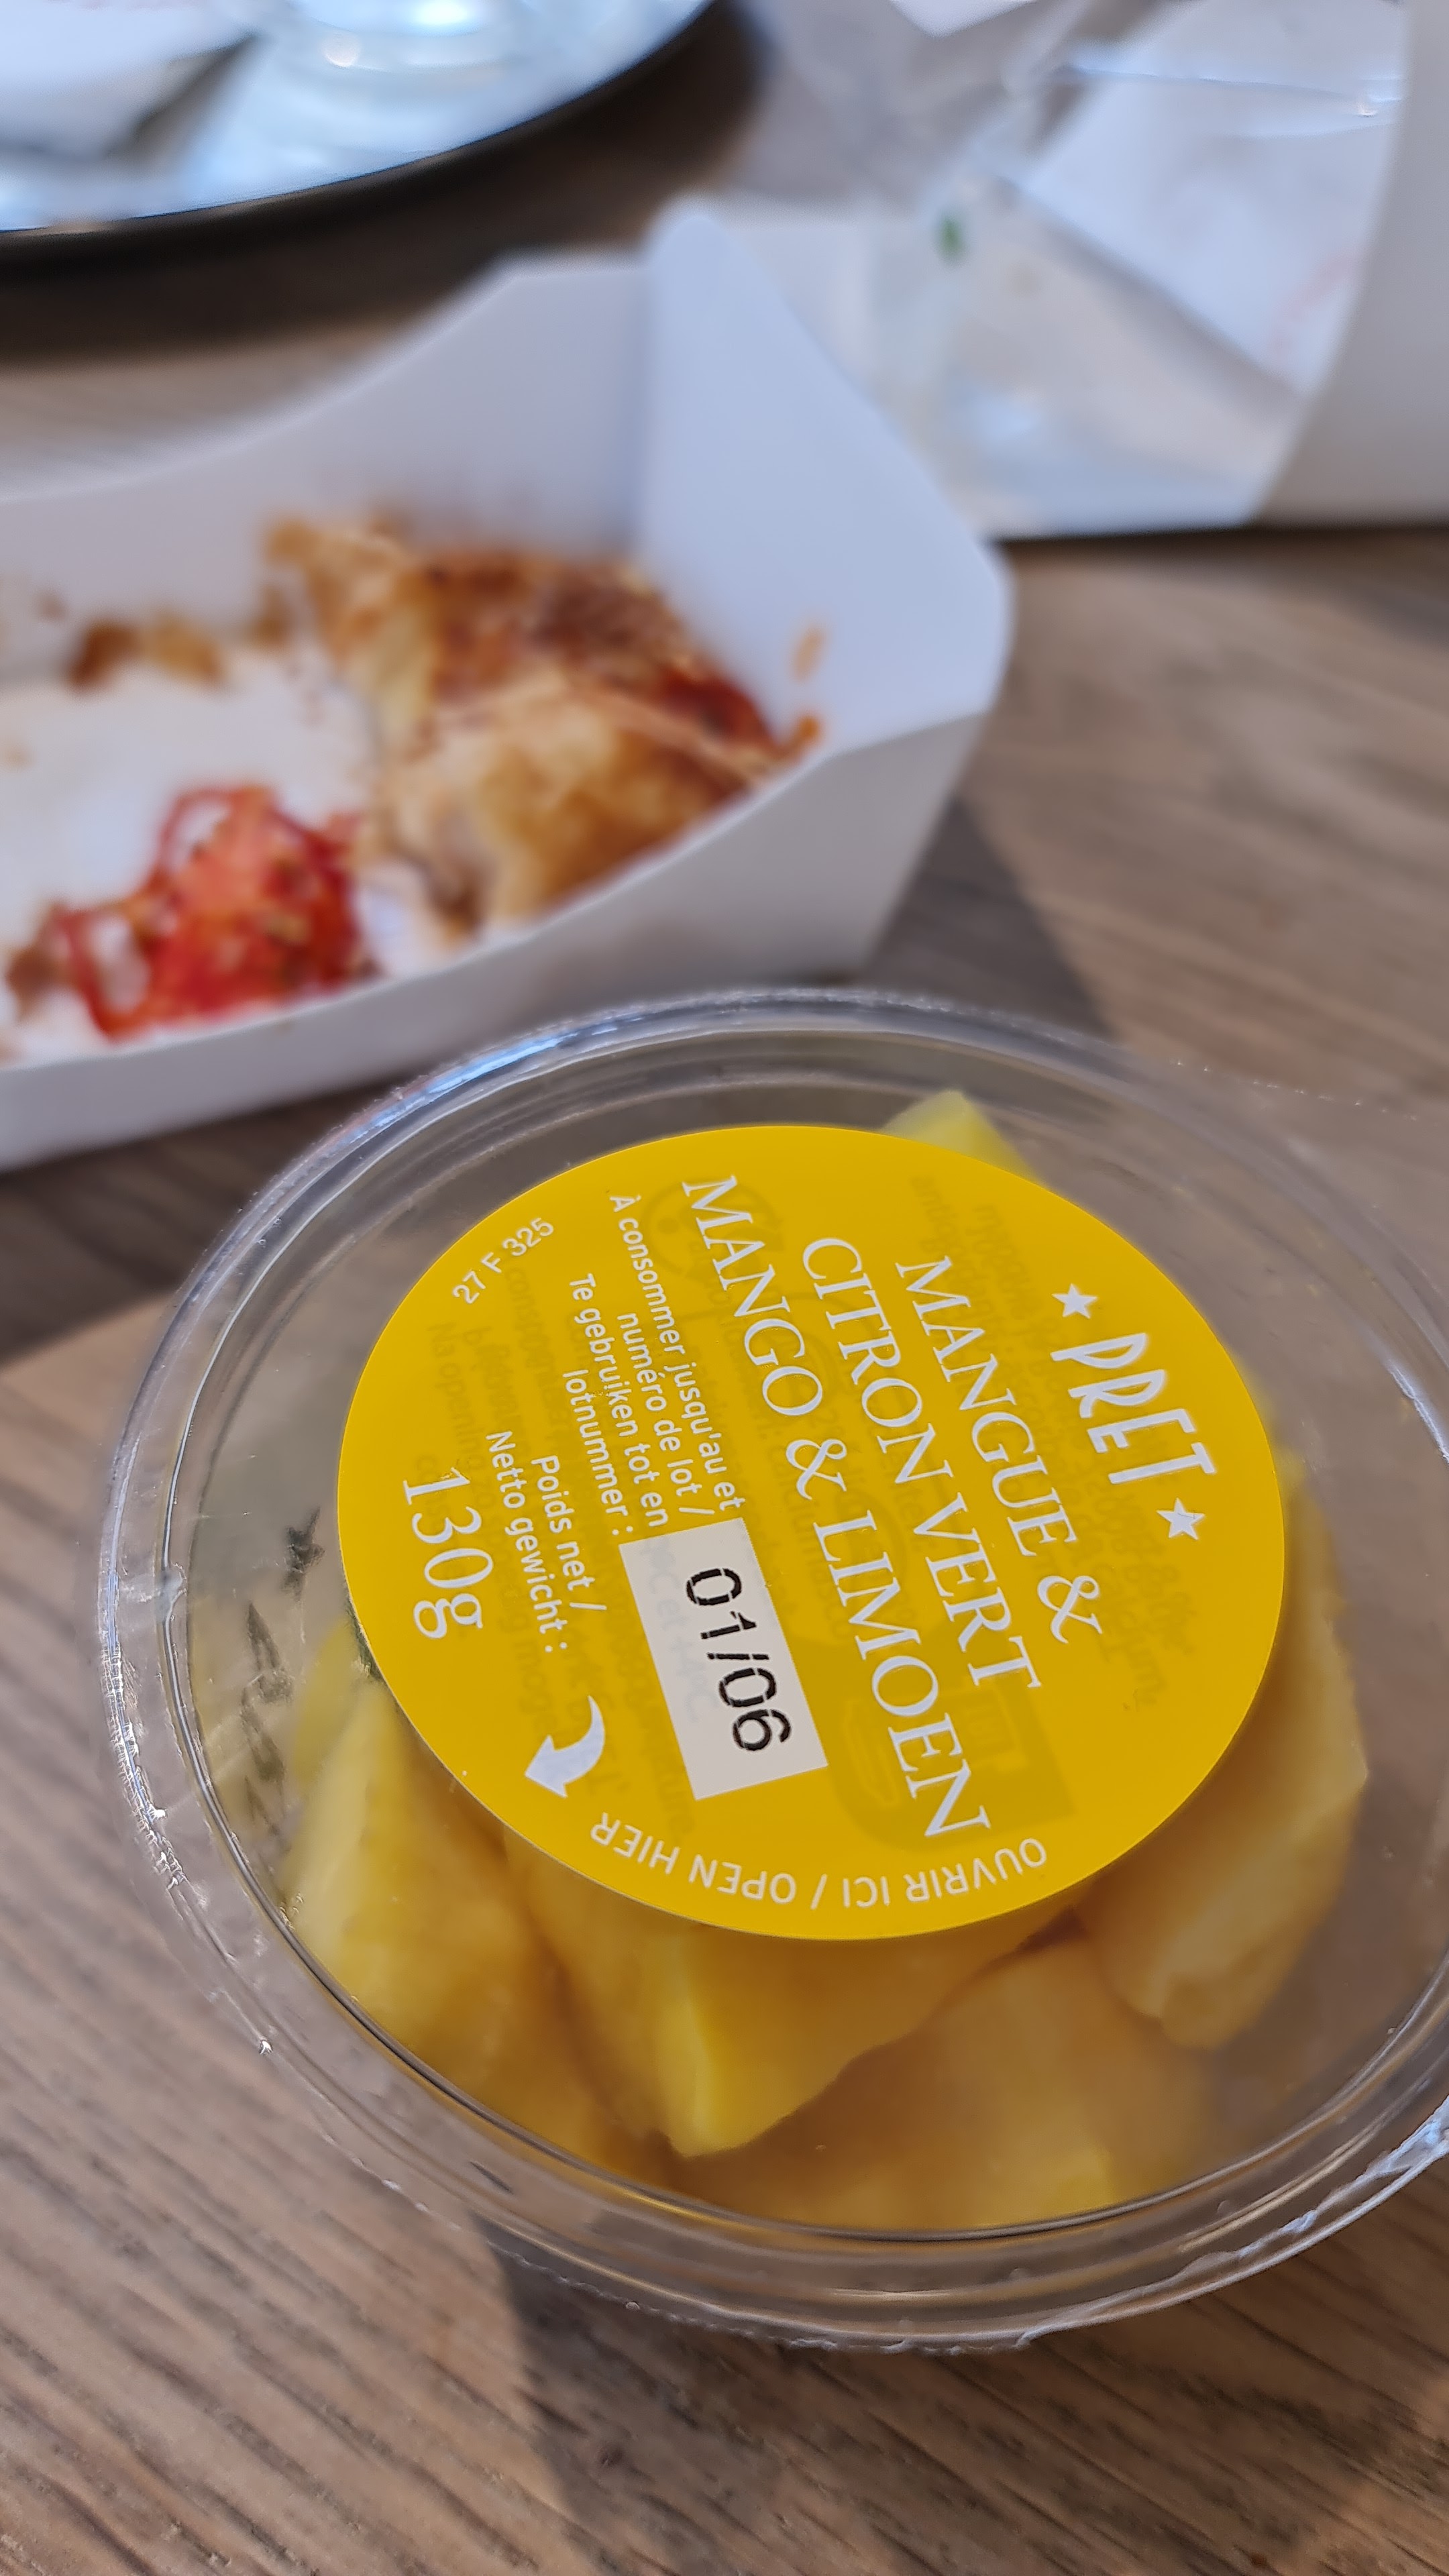 ★ PRET ★
MANGUE &
CITRON VERT
MANGO & LIMOEN
À consommer jusqu'au et
numéro de lot /
Te gebruiken tot en
lotnummer :
01/06
Poids net /
Netto gewicht :
130g
27 F 325
OUVRIR ICI / OPEN HIER